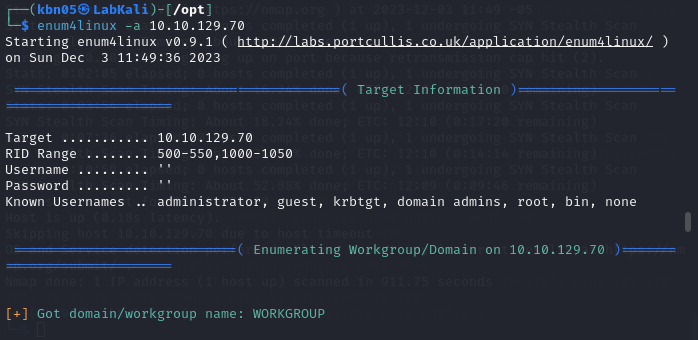 ┌──(kbn05㉿LabKali)-[/opt]
└─$ enum4linux -a 10.10.129.70
Starting enum4linux v0.9.1 ( http://labs.portcullis.co.uk/application/enum4linux/ )
on Sun Dec  3 11:49:36 2023
=========================================( Target Information )=========================================
Target ........... 10.10.129.70
RID Range ........ 500-550,1000-1050
Username ......... ''
Password ......... ''
Known Usernames .. administrator, guest, krbtgt, domain admins, root, bin, none
============================( Enumerating Workgroup/Domain on 10.10.129.70 )============================
[+] Got domain/workgroup name: WORKGROUP